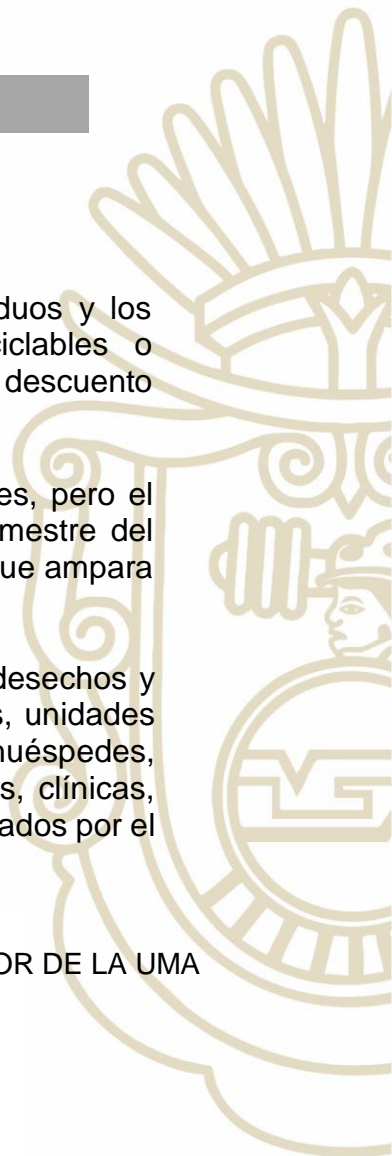 duos y los
iclables o
descuento
es, pero el
mestre del
ue ampara
desechos y
s, unidades
huéspedes,
s, clínicas,
ados por el
OR DE LA UMA